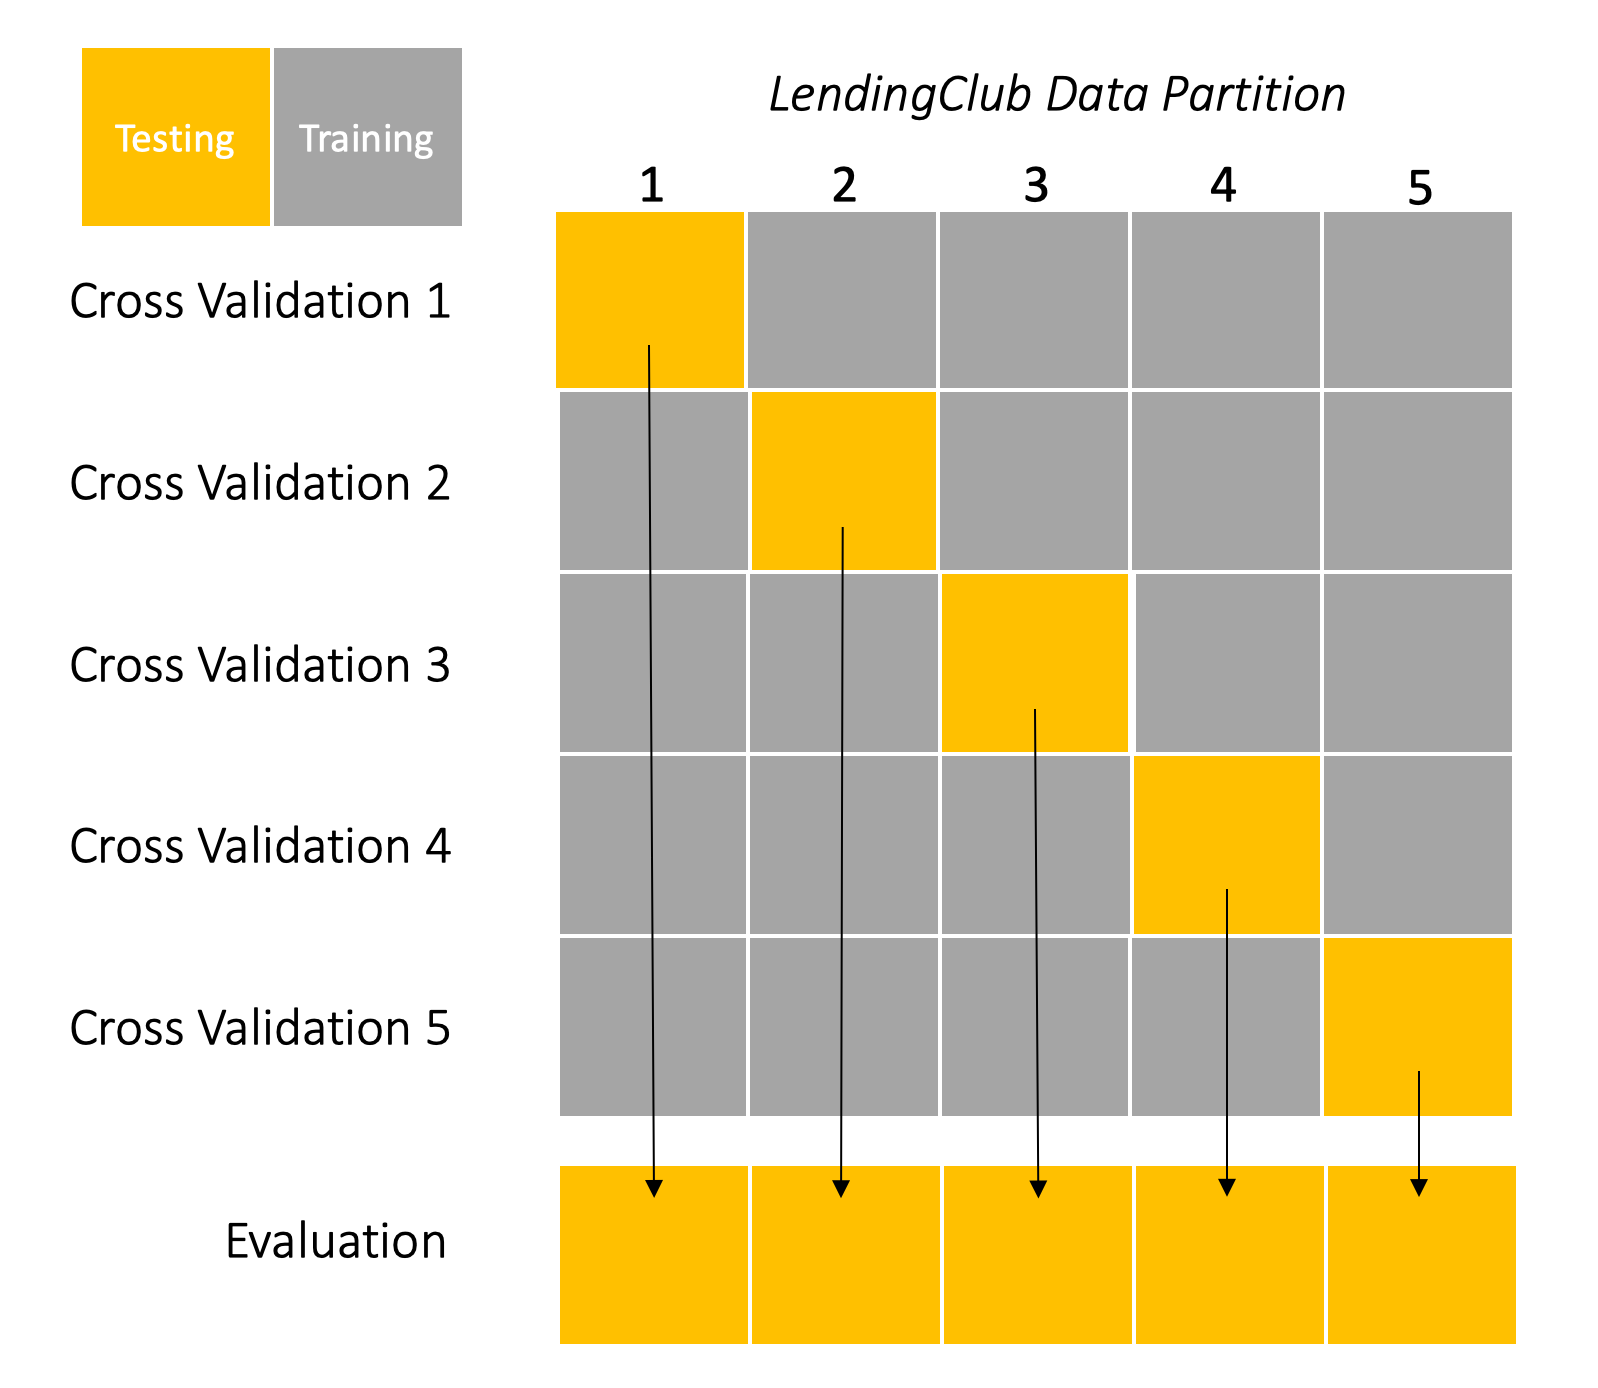 Testing
Training
LendingClub Data Partition
1 2 3 4 5
Cross Validation 1
Cross Validation 2
Cross Validation 3
Cross Validation 4
Cross Validation 5
Evaluation